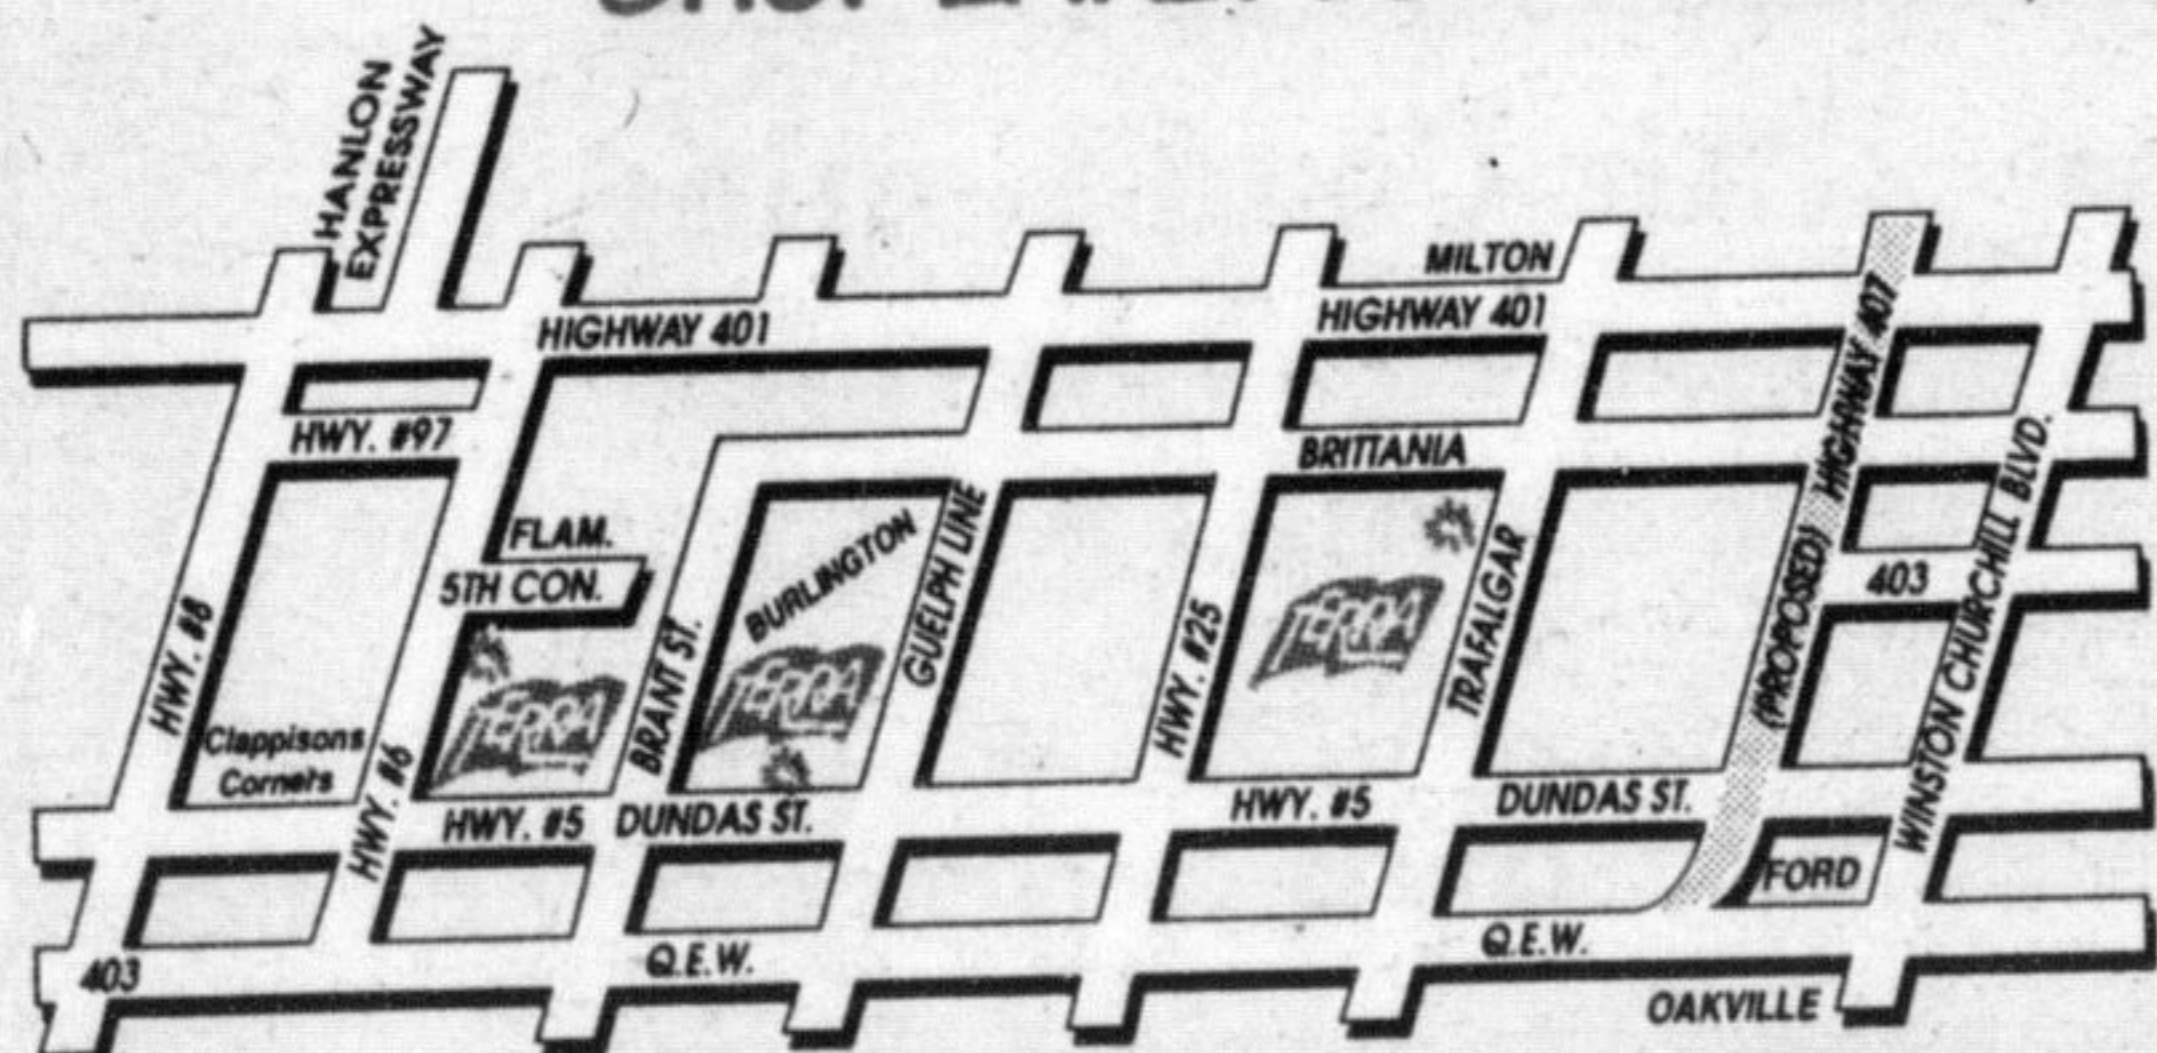 HANLON
EXPRESSWAY
MILTON
HIGHWAY 401
HIGHWAY 401
HIGHWAY 407
(PROPOSED)
HWY. #97
BRITTANIA
FLAM.
5TH CON.
BURLINGTON
GUELPH LINE
TRAFALGAR
WINSTON CHURCHILL BLVD.
403
HWY. #8
TERRA
TERRA
TERRA
BRANT ST.
HWY. #25
Clappisons
Corners
HWY. #6
HWY. #5
DUNDAS ST.
HWY. #5
DUNDAS ST.
FORD
403
Q.E.W.
Q.E.W.
OAKVILLE